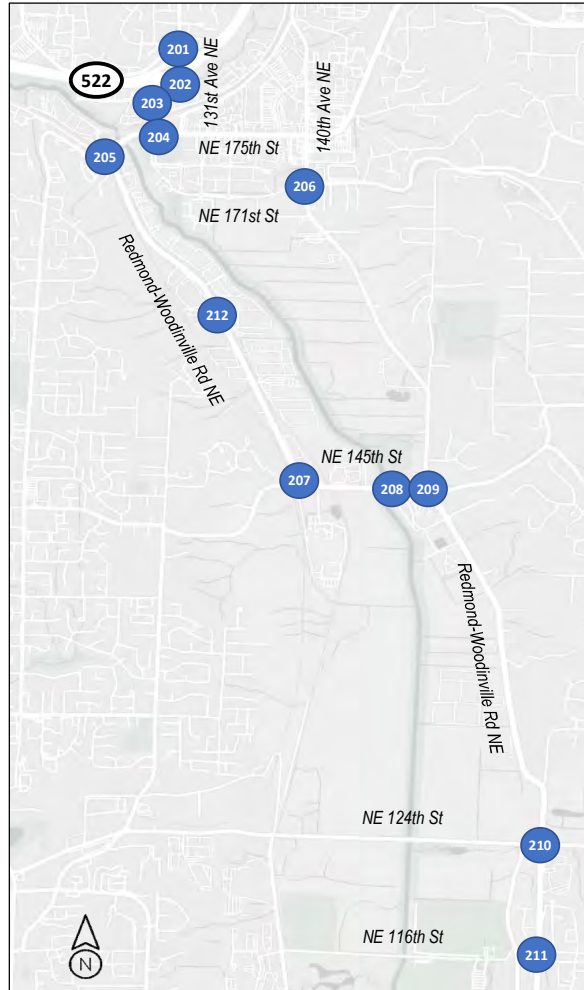 201
522
202
131st Ave NE
140th Ave NE
203
204
NE 175th St
205
206
NE 171st St
Redmond-Woodinville Rd NE
212
NE 145th St
207
208
209
Redmond-Woodinville Rd NE
NE 124th St
210
N
NE 116th St
211